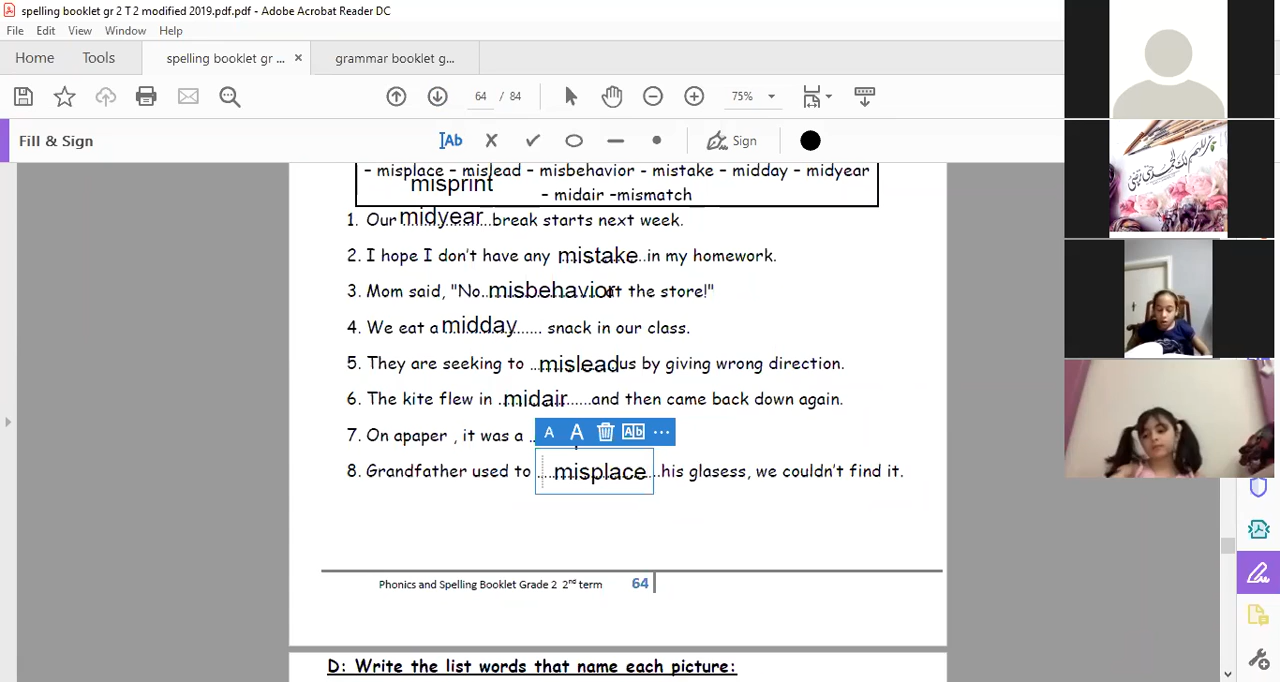 spelling booklet gr 2 T 2 modified 2019.pdf.pdf - Adobe Acrobat Reader DC
File Edit View Window Help
Home Tools spelling booklet gr ... × grammar booklet g...
64 / 84 75%
Fill & Sign Ab Sign
- misplace - mislead - misbehavior - mistake - midday - midyear
misprint
- midair -mismatch
1. Our midyear break starts next week.
2. I hope I don't have any mistake in my homework.
3. Mom said, "No misbehavior at the store!"
4. We eat a midday snack in our class.
5. They are seeking to mislead us by giving wrong direction.
6. The kite flew in midair and then came back down again.
A A Ab ...
7. On apaper , it was a
8. Grandfather used to misplace his glasess, we couldn't find it.
Phonics and Spelling Booklet Grade 2 2nd term 64
D: Write the list words that name each picture: